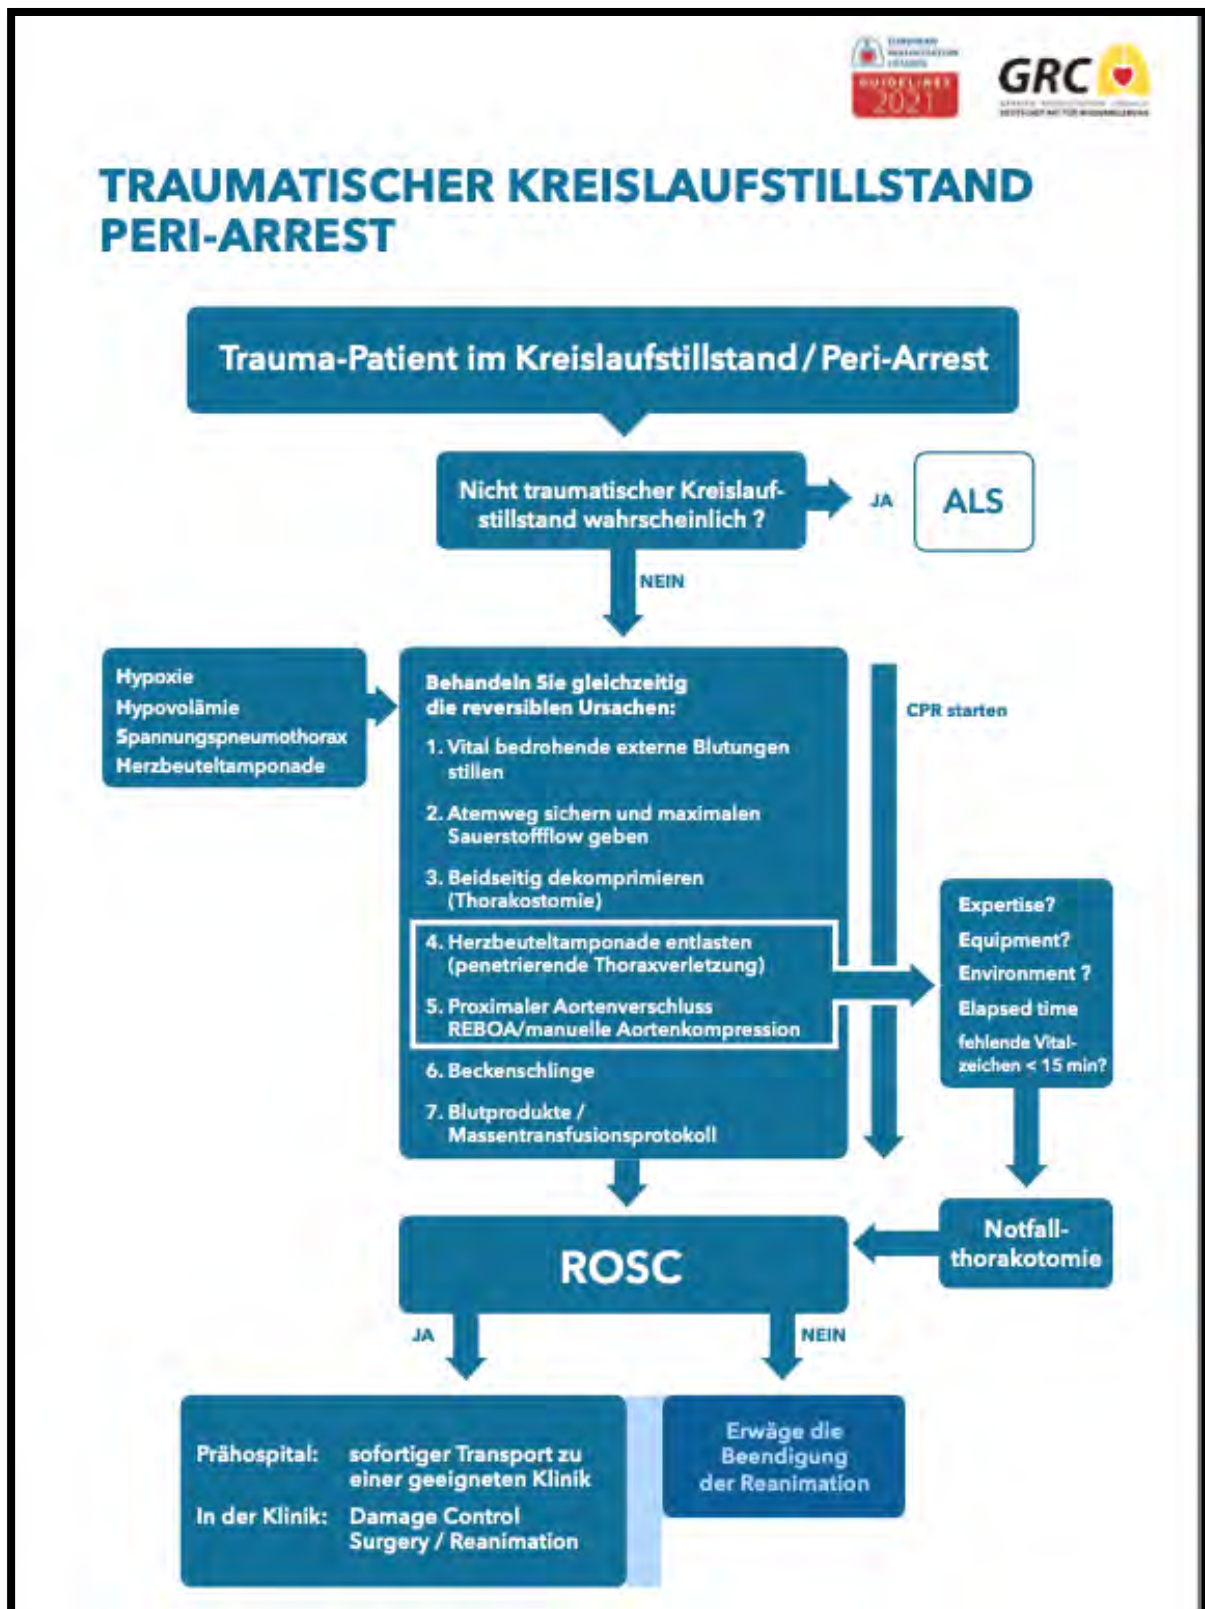 GUIDELINES
2021
GRC
TRAUMATISCHER KREISLAUFSTILLSTAND
PERI-ARREST
Trauma-Patient im Kreislaufstillstand / Peri-Arrest
Nicht traumatischer Kreislauf-
stillstand wahrscheinlich ?
JA
ALS
NEIN
Hypoxie
Hypovolämie
Spannungspneumothorax
Herzbeuteltamponade
Behandeln Sie gleichzeitig
die reversiblen Ursachen:
1. Vital bedrohende externe Blutungen
stillen
2. Atemweg sichern und maximalen
Sauerstoffflow geben
3. Beidseitig dekomprimieren
(Thorakostomie)
4. Herzbeuteltamponade entlasten
(penetrierende Thoraxverletzung)
5. Proximaler Aortenverschluss
REBOA/manuelle Aortenkompression
6. Beckenschlinge
7. Blutprodukte /
Massentransfusionsprotokoll
CPR starten
Expertise?
Equipment?
Environment ?
Elapsed time
fehlende Vital-
zeichen < 15 min?
Notfall-
thorakotomie
ROSC
JA
NEIN
Prähospital: sofortiger Transport zu
einer geeigneten Klinik
In der Klinik: Damage Control
Surgery / Reanimation
Erwäge die
Beendigung
der Reanimation